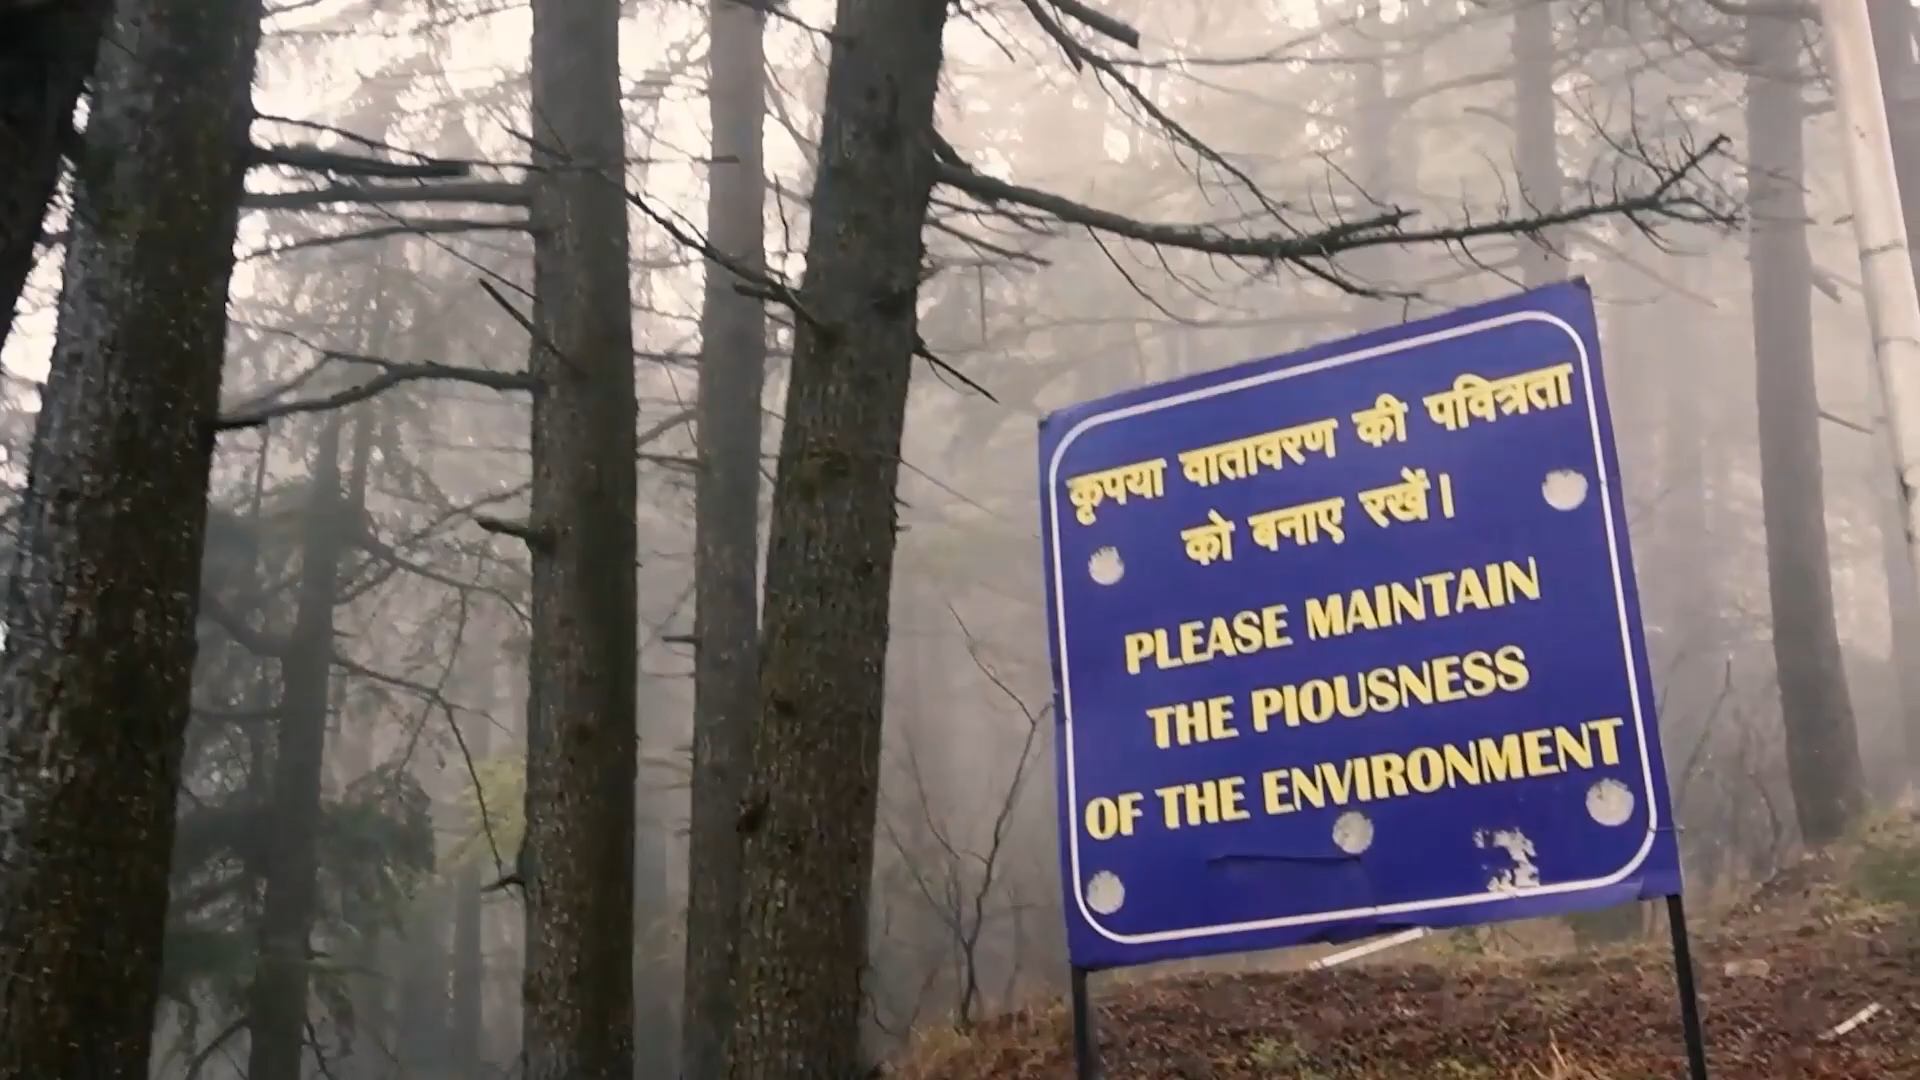 कृपया वातावरण की पवित्रता
को बनाए रखें।
PLEASE MAINTAIN
THE PIOUSNESS
OF THE ENVIRONMENT